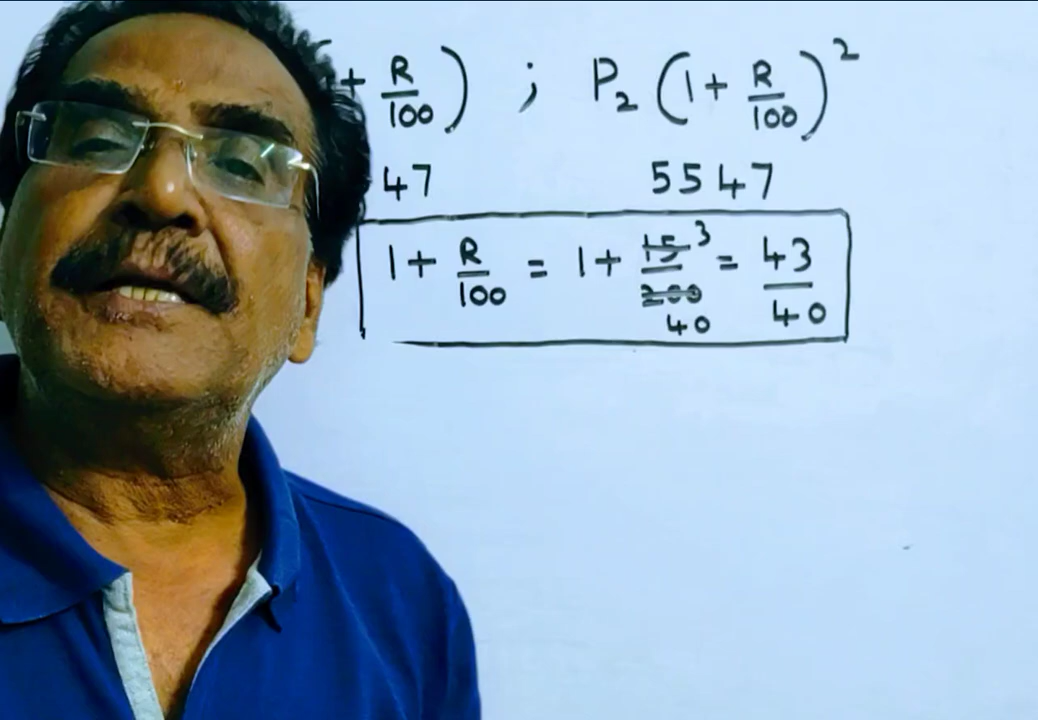 + R/100 ) ; P₂ (1 + R/100)²
47 5547
1 + R/100 = 1 + 15/200 3/40 = 43/40